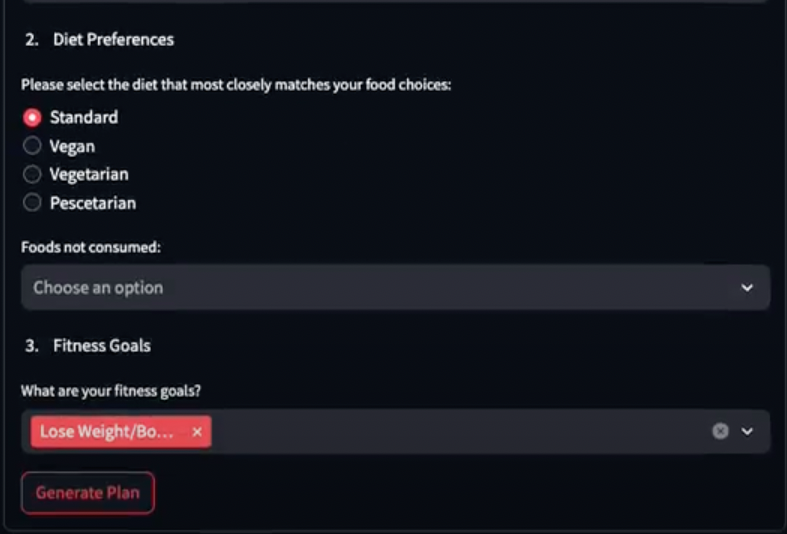 2. Diet Preferences
Please select the diet that most closely matches your food choices:
Standard
Vegan
Vegetarian
Pescetarian
Foods not consumed:
Choose an option
3. Fitness Goals
What are your fitness goals?
Lose Weight/Bo... ×
Generate Plan